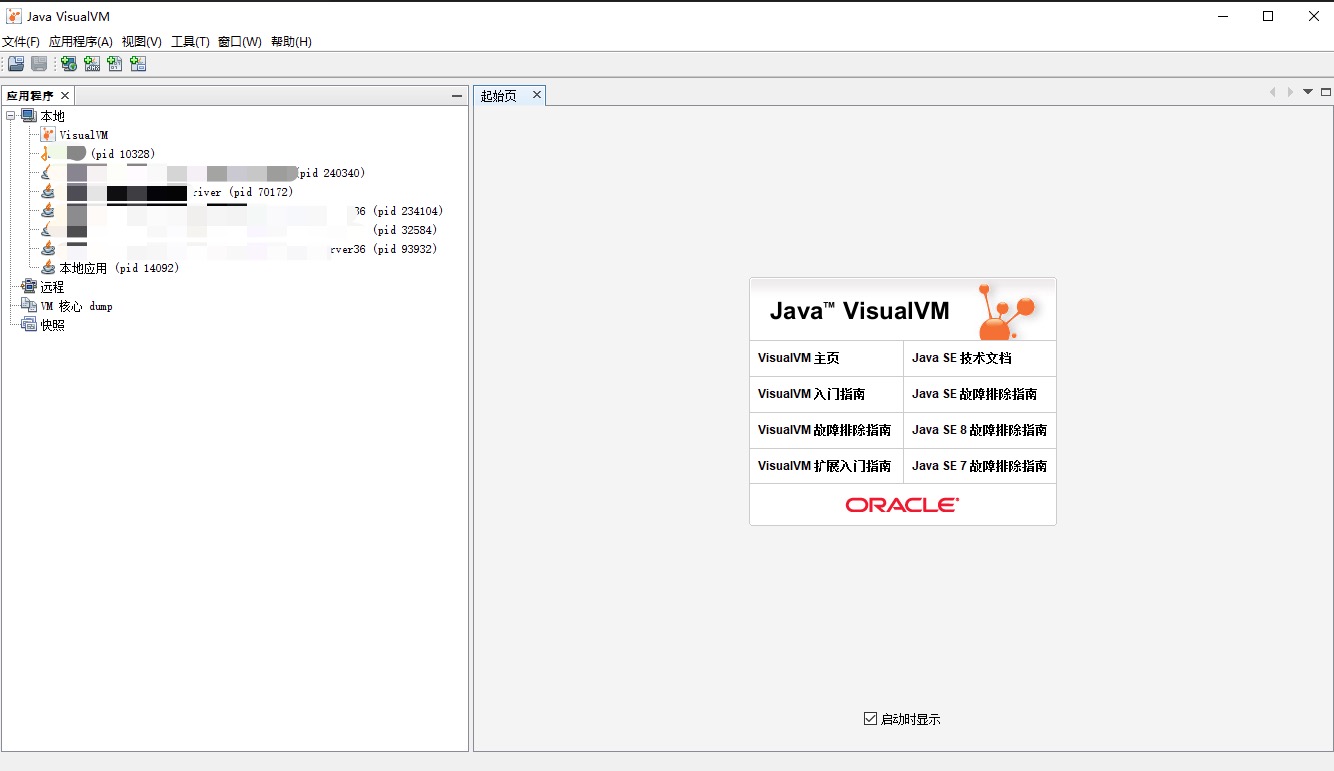 Java VisualVM
文件(F) 应用程序(A) 视图(V) 工具(T) 窗口(W) 帮助(H)
应用程序
起始页
本地
VisualVM
(pid 10328)
pid 240340)
river (pid 70172)
36 (pid 234104)
(pid 32584)
rver36 (pid 93932)
本地应用 (pid 14092)
远程
VM 核心 dump
快照
Java™ VisualVM
VisualVM 主页
Java SE 技术文档
VisualVM 入门指南
Java SE 故障排除指南
VisualVM 故障排除指南
Java SE 8 故障排除指南
VisualVM 扩展入门指南
Java SE 7 故障排除指南
ORACLE
启动时显示